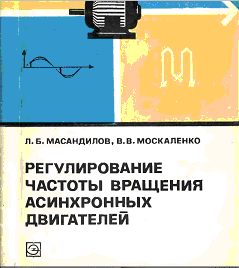 Л. Б. МАСАНДИЛОВ, В. В. МОСКАЛЕНКО
РЕГУЛИРОВАНИЕ
ЧАСТОТЫ ВРАЩЕНИЯ
АСИНХРОННЫХ
ДВИГАТЕЛЕЙ